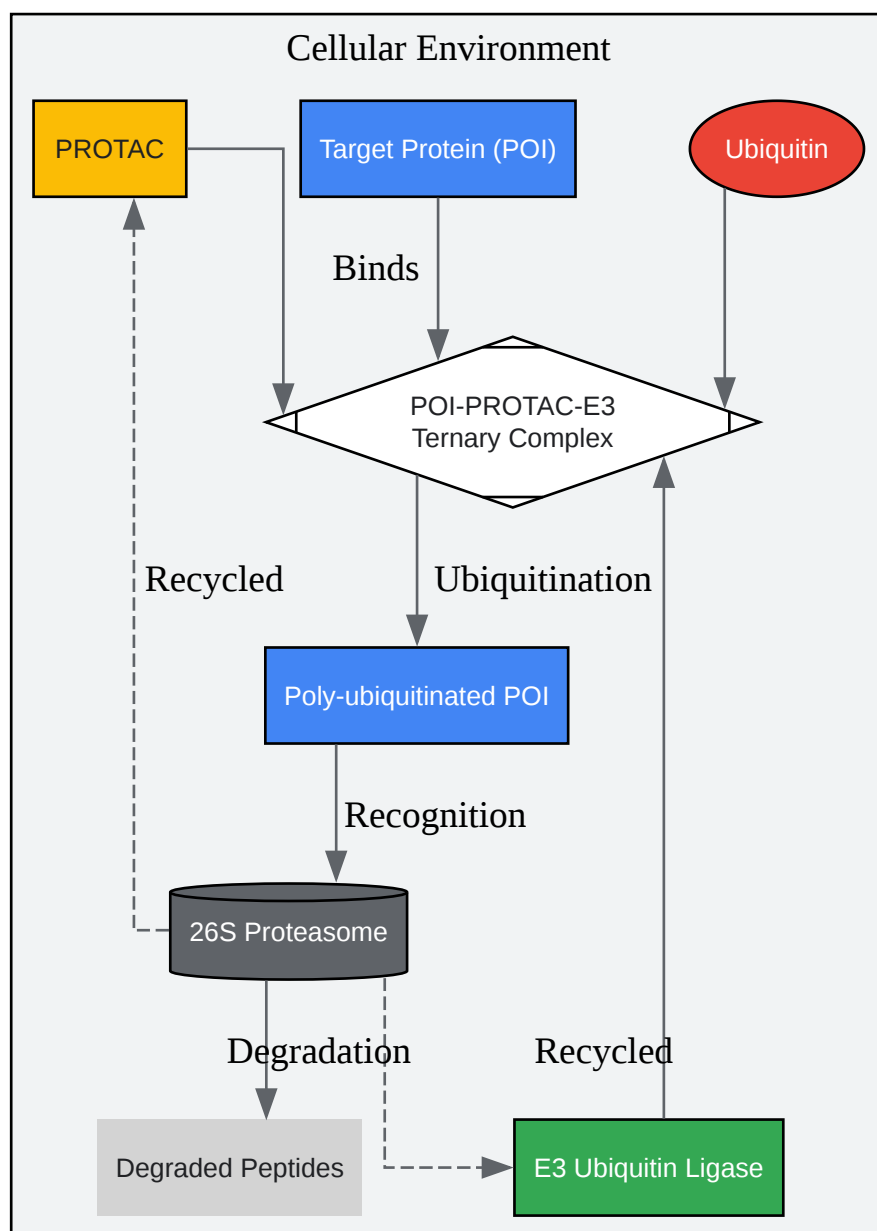 Cellular Environment
PROTAC
Target Protein (POI)
Ubiquitin
Binds
POI-PROTAC-E3
Ternary Complex
Recycled
Ubiquitination
Poly-ubiquitinated POI
Recognition
26S Proteasome
Degradation
Recycled
Degraded Peptides
E3 Ubiquitin Ligase